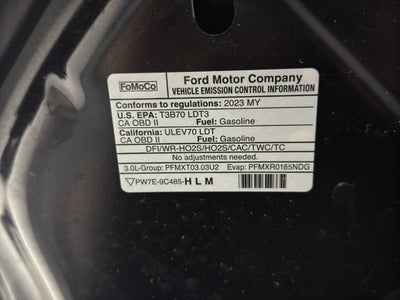 FoMoCo
Ford Motor Company
VEHICLE EMISSION CONTROL INFORMATION
Conforms to regulations: 2023 MY
U.S. EPA: T3B70 LDT3
CA OBD II Fuel: Gasoline
California: ULEV70 LDT
CA OBD II Fuel: Gasoline
DFI/WR-HO2S/HO2S/CAC/TWC/TC
No adjustments needed.
3.0L-Group: PFMXT03.03U2 Evap: PFMXR0185NDG
PW7E-9C485-HLM